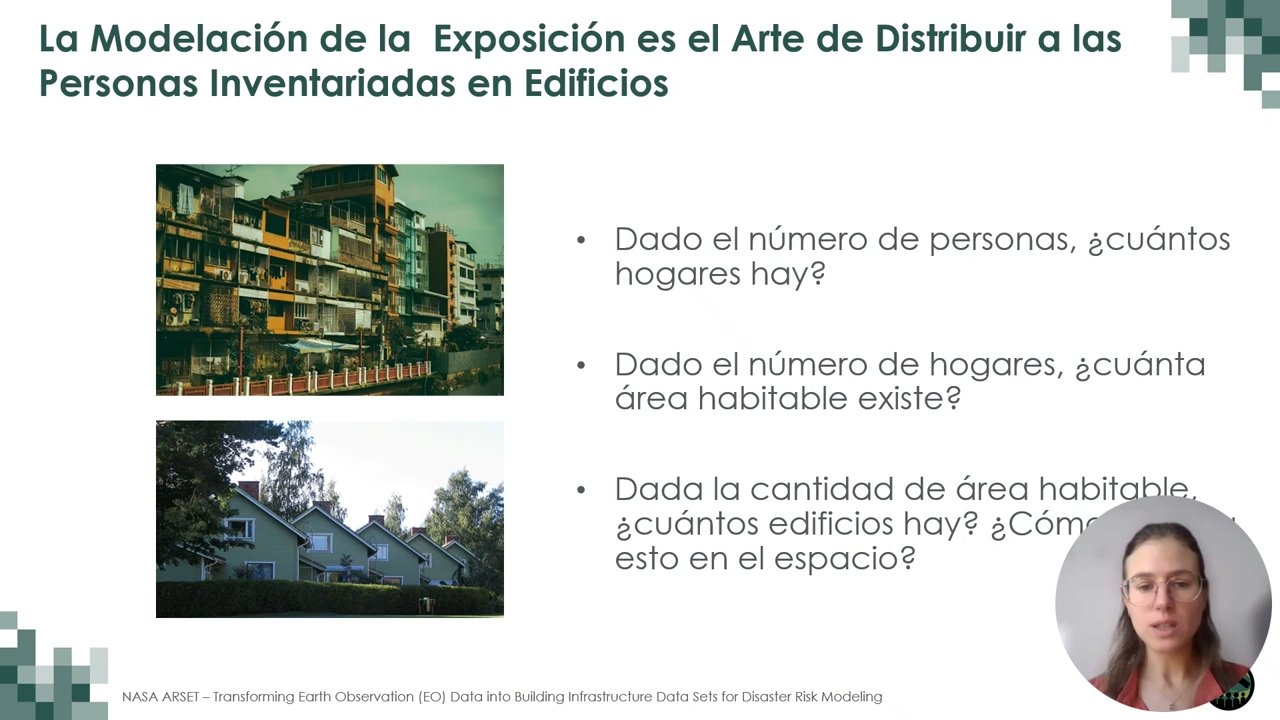 La Modelación de la  Exposición es el Arte de Distribuir a las
Personas Inventariadas en Edificios
• Dado el número de personas, ¿cuántos
hogares hay?
• Dado el número de hogares, ¿cuánta
área habitable existe?
• Dada la cantidad de área habitable,
¿cuántos edificios hay?
esto en el espacio?
NASA ARSET – Transforming Earth Observation (EO) Data into Building Infrastructure Data Sets for Disaster Risk Modeling